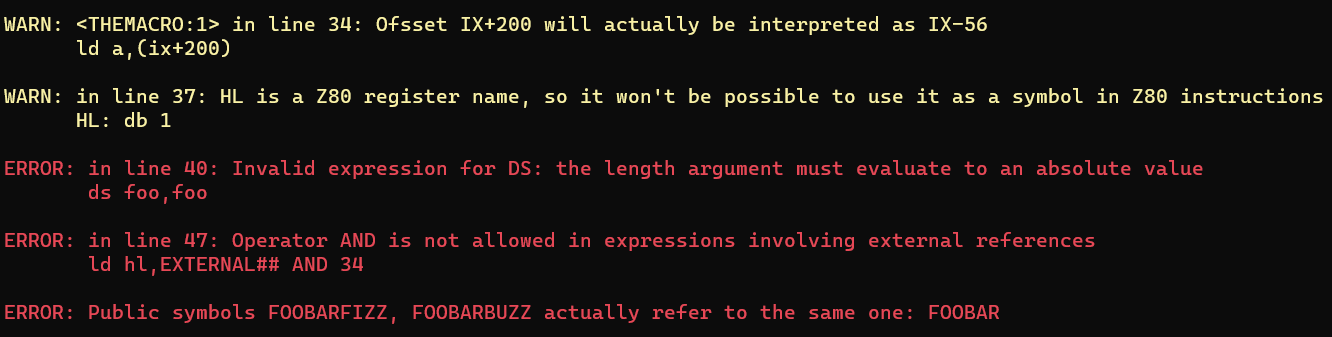 WARN: <THEMACRO:1> in line 34: Ofsset IX+200 will actually be interpreted as IX-56
ld a,(ix+200)
WARN: in line 37: HL is a Z80 register name, so it won't be possible to use it as a symbol in Z80 instructions
HL: db 1
ERROR: in line 40: Invalid expression for DS: the length argument must evaluate to an absolute value
ds foo,foo
ERROR: in line 47: Operator AND is not allowed in expressions involving external references
ld hl,EXTERNAL## AND 34
ERROR: Public symbols FOOBARFIZZ, FOOBARBUZZ actually refer to the same one: FOOBAR